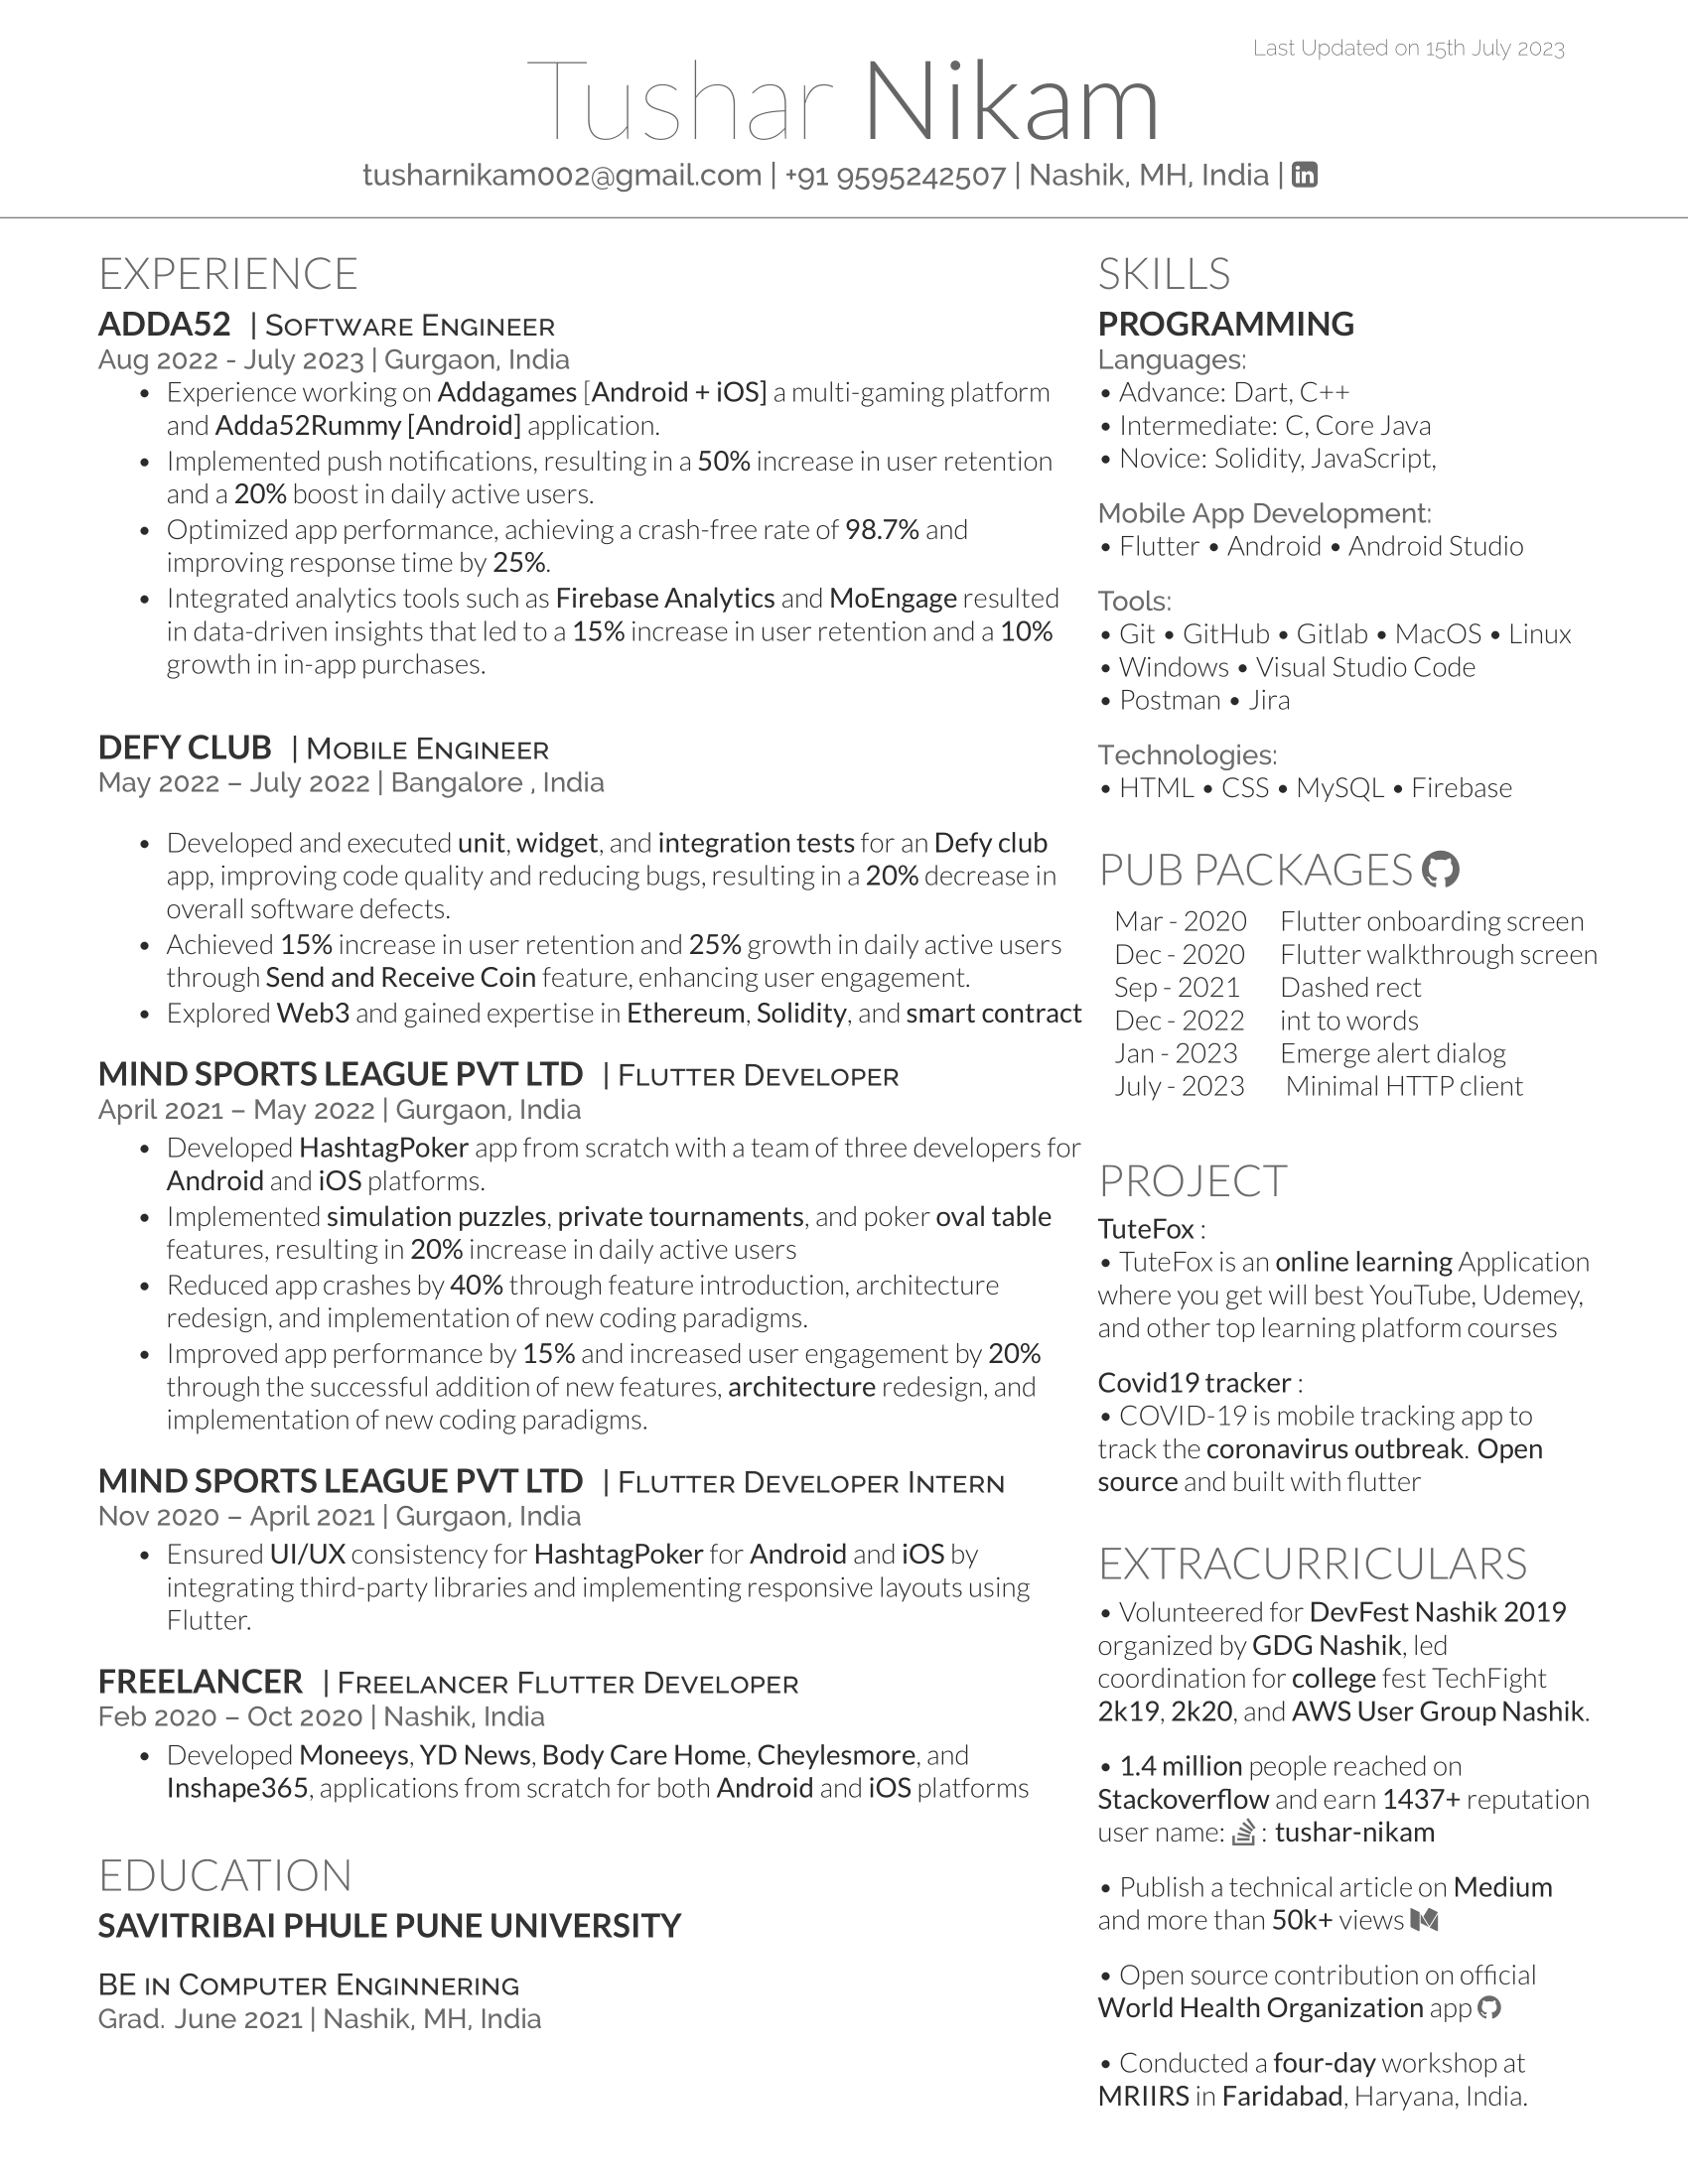 Last Updated on 15th July 2023
Tushar Nikam
tusharnikam002@gmail.com | +91 9595242507 | Nashik, MH, India |
EXPERIENCE
ADDA52 | Software Engineer
Aug 2022 - July 2023 | Gurgaon, India
• Experience working on Addagames [Android + iOS] a multi-gaming platform
and Adda52Rummy [Android] application.
• Implemented push notifications, resulting in a 50% increase in user retention
and a 20% boost in daily active users.
• Optimized app performance, achieving a crash-free rate of 98.7% and
improving response time by 25%.
• Integrated analytics tools such as Firebase Analytics and MoEngage resulted
in data-driven insights that led to a 15% increase in user retention and a 10%
growth in in-app purchases.
DEFY CLUB | Mobile Engineer
May 2022 – July 2022 | Bangalore , India
• Developed and executed unit, widget, and integration tests for an Defy club
app, improving code quality and reducing bugs, resulting in a 20% decrease in
overall software defects.
• Achieved 15% increase in user retention and 25% growth in daily active users
through Send and Receive Coin feature, enhancing user engagement.
• Explored Web3 and gained expertise in Ethereum, Solidity, and smart contract
MIND SPORTS LEAGUE PVT LTD | Flutter Developer
April 2021 – May 2022 | Gurgaon, India
• Developed HashtagPoker app from scratch with a team of three developers for
Android and iOS platforms.
• Implemented simulation puzzles, private tournaments, and poker oval table
features, resulting in 20% increase in daily active users
• Reduced app crashes by 40% through feature introduction, architecture
redesign, and implementation of new coding paradigms.
• Improved app performance by 15% and increased user engagement by 20%
through the successful addition of new features, architecture redesign, and
implementation of new coding paradigms.
MIND SPORTS LEAGUE PVT LTD | Flutter Developer Intern
Nov 2020 – April 2021 | Gurgaon, India
• Ensured UI/UX consistency for HashtagPoker for Android and iOS by
integrating third-party libraries and implementing responsive layouts using
Flutter.
FREELANCER | Freelancer Flutter Developer
Feb 2020 – Oct 2020 | Nashik, India
• Developed Moneeys, YD News, Body Care Home, Cheylesmore, and
Inshape365, applications from scratch for both Android and iOS platforms
EDUCATION
SAVITRIBAI PHULE PUNE UNIVERSITY
BE in Computer Enginnering
Grad. June 2021 | Nashik, MH, India
SKILLS
PROGRAMMING
Languages:
• Advance: Dart, C++
• Intermediate: C, Core Java
• Novice: Solidity, JavaScript,
Mobile App Development:
• Flutter • Android • Android Studio
Tools:
• Git • GitHub • Gitlab • MacOS • Linux
• Windows • Visual Studio Code
• Postman • Jira
Technologies:
• HTML • CSS • MySQL • Firebase
PUB PACKAGES
Mar - 2020 Flutter onboarding screen
Dec - 2020 Flutter walkthrough screen
Sep - 2021 Dashed rect
Dec - 2022 int to words
Jan - 2023 Emerge alert dialog
July - 2023 Minimal HTTP client
PROJECT
TuteFox :
• TuteFox is an online learning Application
where you get will best YouTube, Udemey,
and other top learning platform courses
Covid19 tracker :
• COVID-19 is mobile tracking app to
track the coronavirus outbreak. Open
source and built with flutter
EXTRACURRICULARS
• Volunteered for DevFest Nashik 2019
organized by GDG Nashik, led
coordination for college fest TechFight
2k19, 2k20, and AWS User Group Nashik.
• 1.4 million people reached on
Stackoverflow and earn 1437+ reputation
user name: : tushar-nikam
• Publish a technical article on Medium
and more than 50k+ views
• Open source contribution on official
World Health Organization app
• Conducted a four-day workshop at
MRIIRS in Faridabad, Haryana, India.